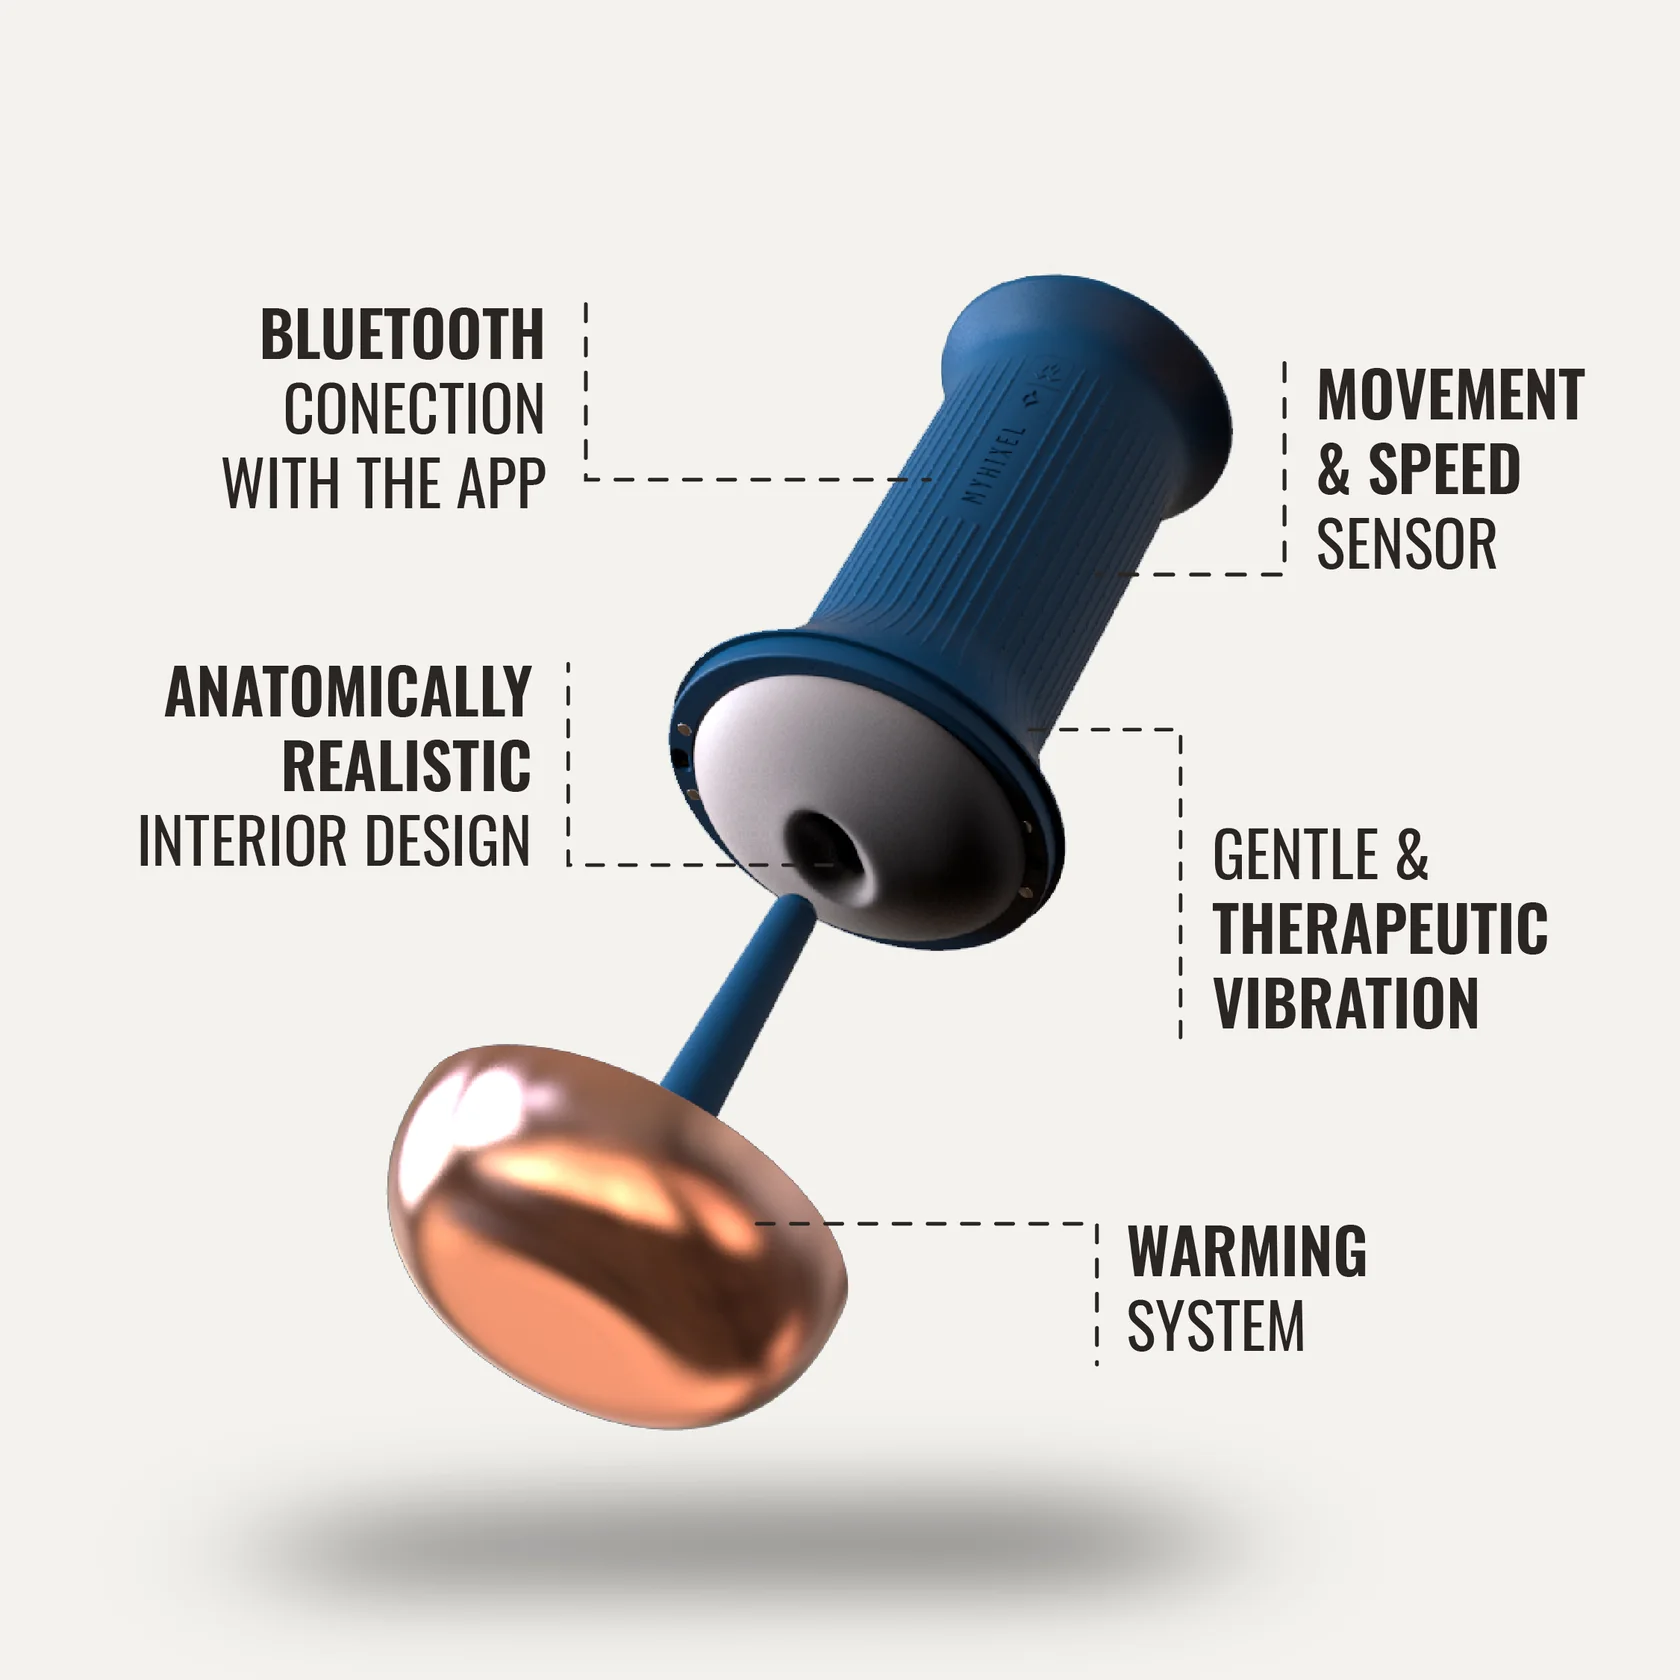 BLUETOOTH
CONECTION
WITH THE APP
MYHIXEL
MOVEMENT
& SPEED
SENSOR
ANATOMICALLY
REALISTIC
INTERIOR DESIGN
GENTLE &
THERAPEUTIC
VIBRATION
WARMING
SYSTEM